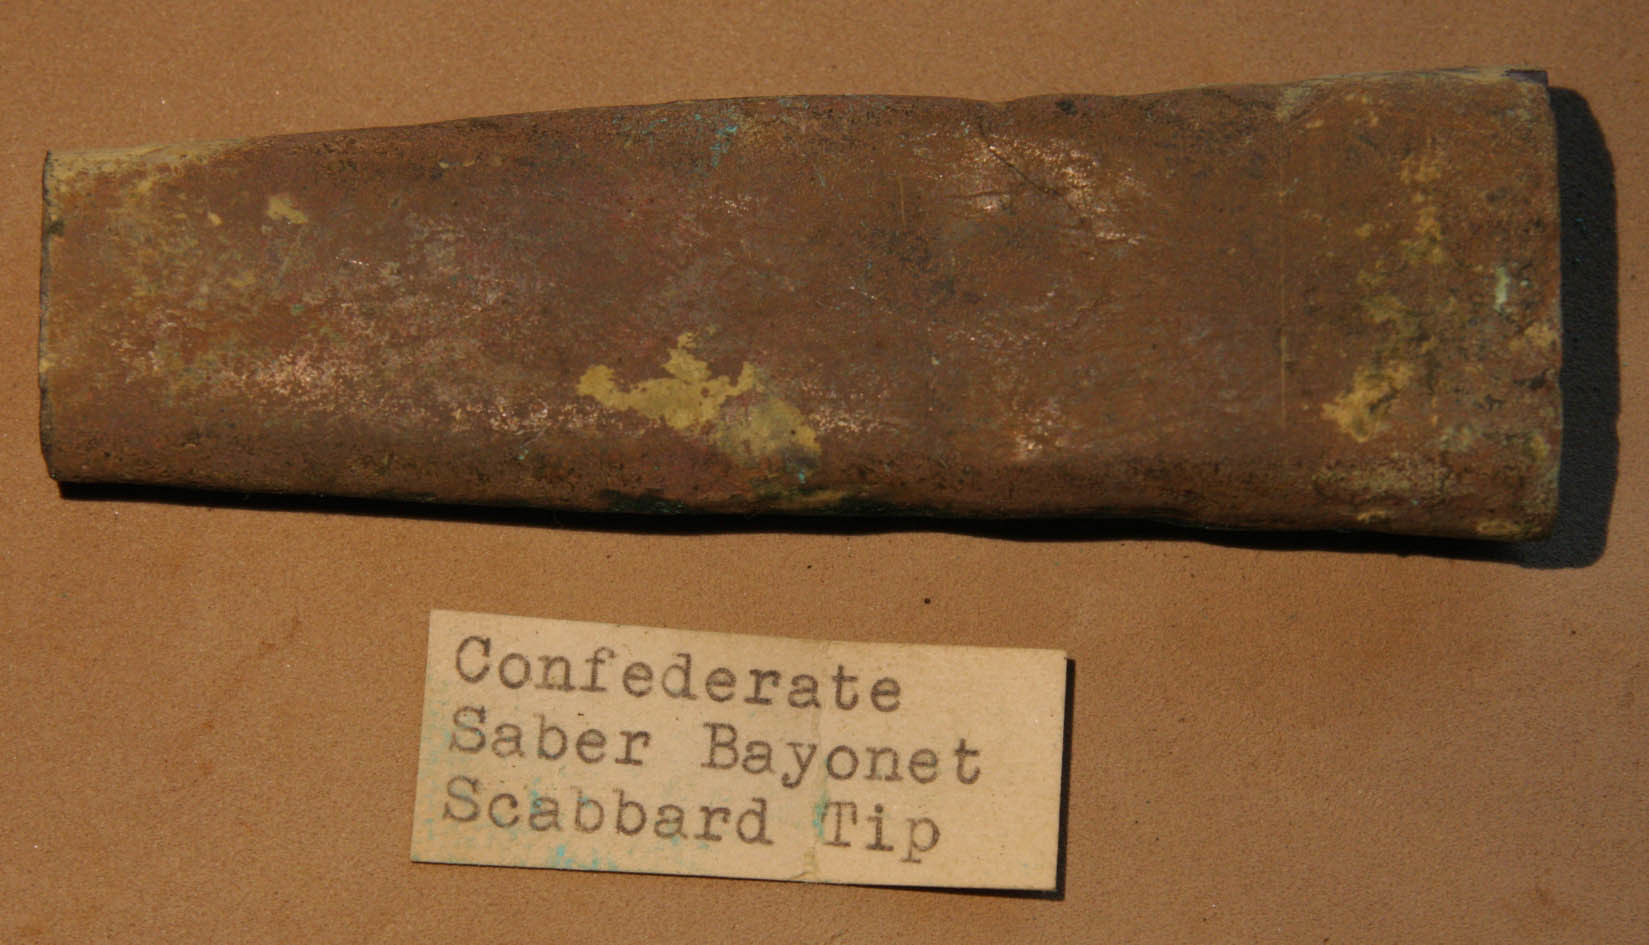 Confederate
Saber Bayonet
Scabbard Tip